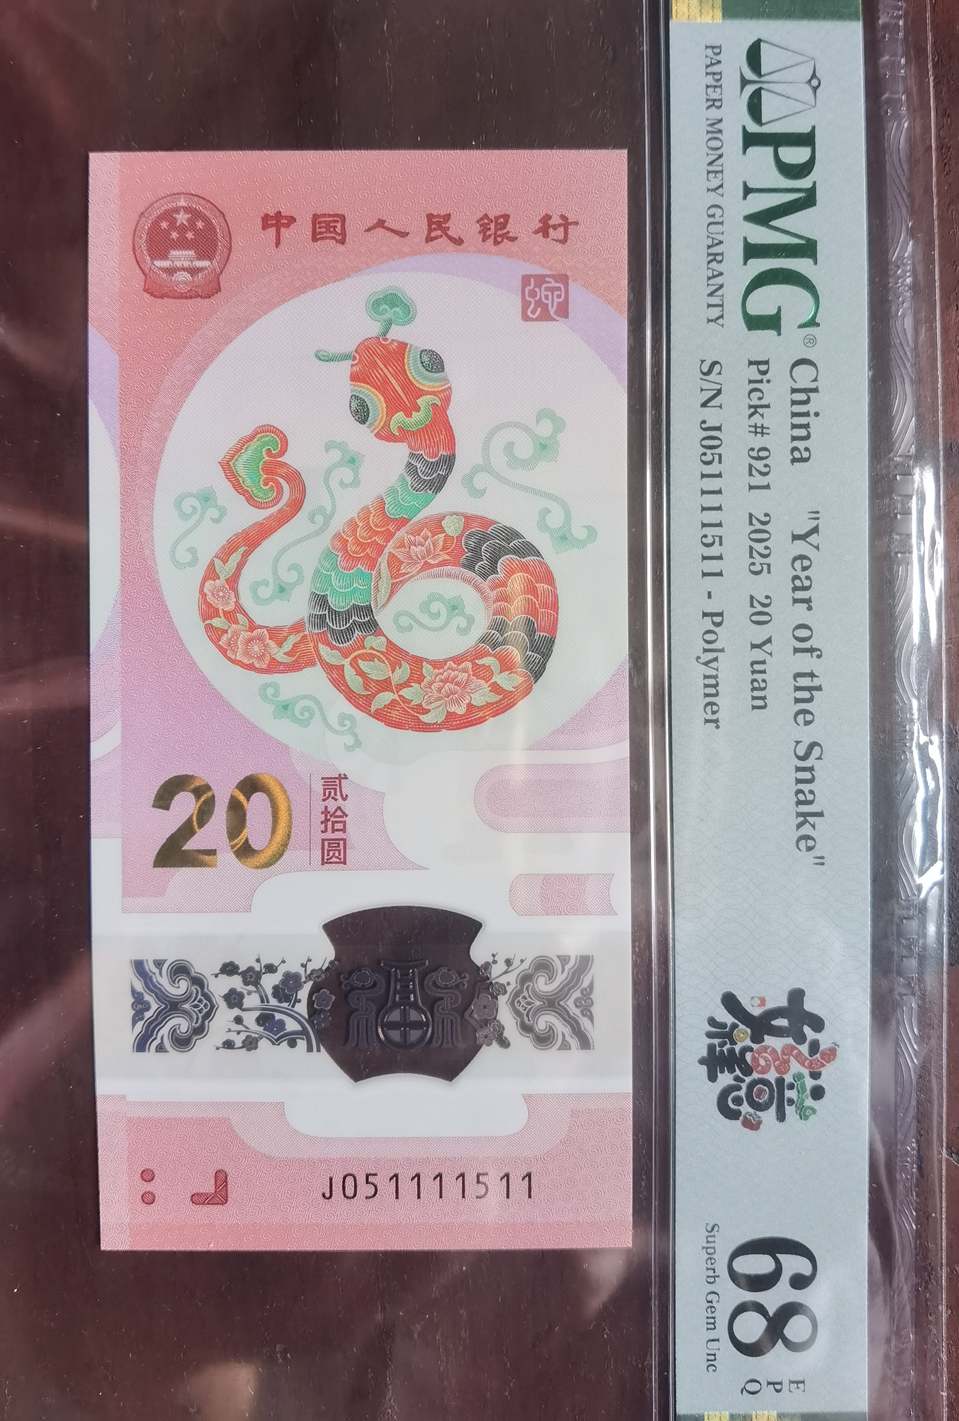 中国人民银行
蛇
20
贰拾圆
J051111511
PMG®
PAPER MONEY GUARANTY
China "Year of the Snake"
Pick# 921 2025 20 Yuan
S/N J051111511 - Polymer
68
EPQ
Superb Gem Unc